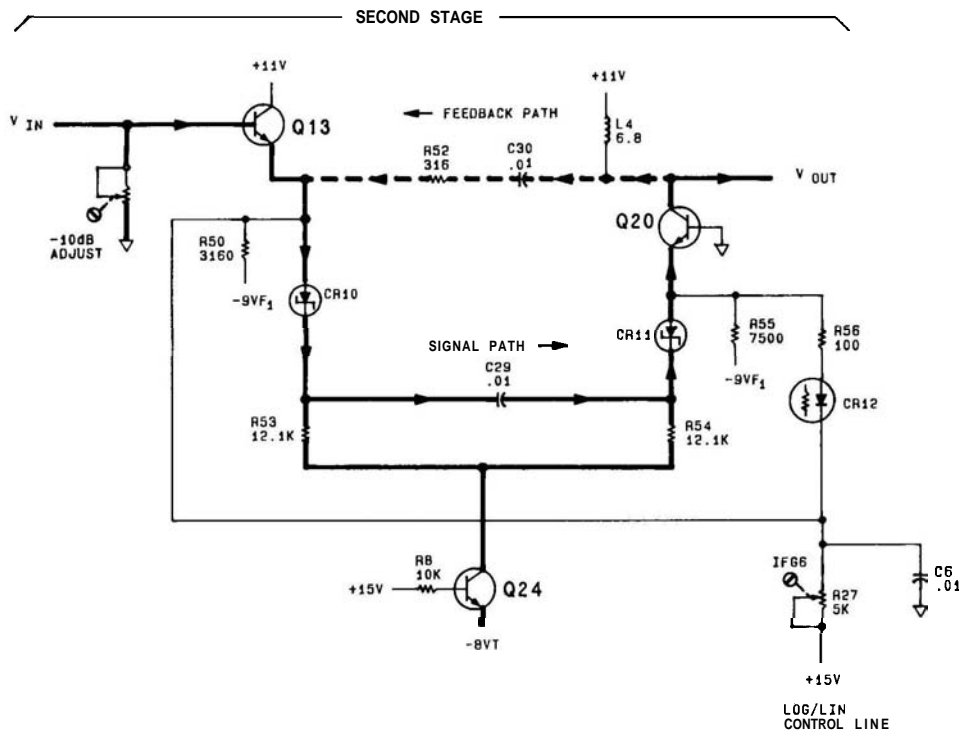 SECOND STAGE
+11V
+11V
V IN
Q13
← FEEDBACK PATH
L4
6.8
R52
316
C30
.01
V OUT
Q20
-10dB
ADJUST
R50
3160
-9VF1
CR10
CR11
R55
7500
-9VF1
R56
100
SIGNAL PATH →
C29
.01
CR12
R53
12.1K
R54
12.1K
R8
10K
+15V
Q24
-8VT
IFG6
R27
5K
C6
.01
+15V
LOG/LIN
CONTROL LINE